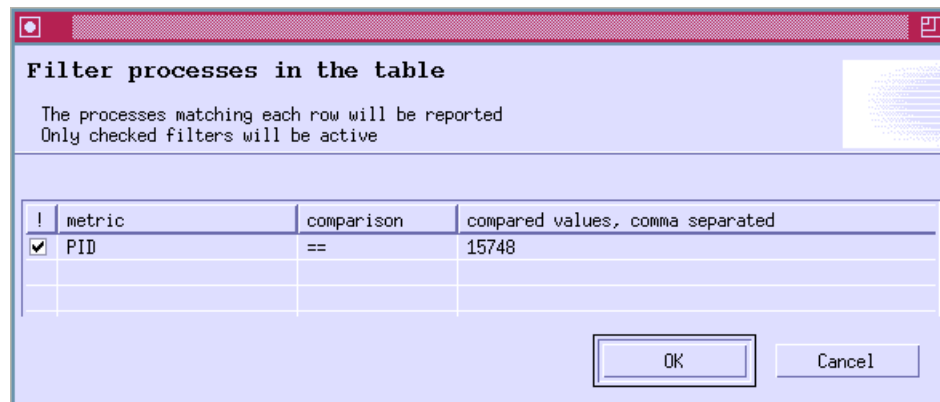 Filter processes in the table
The processes matching each row will be reported
Only checked filters will be active
! metric comparison compared values, comma separated
PID == 15748
OK Cancel